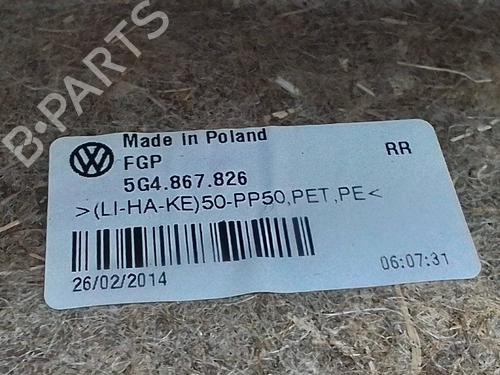 B-PARTS
Made in Poland
FGP
RR
5G4.867.826
>(LI-HA-KE)50-PP50,PET,PE<
26/02/2014
06:07:31